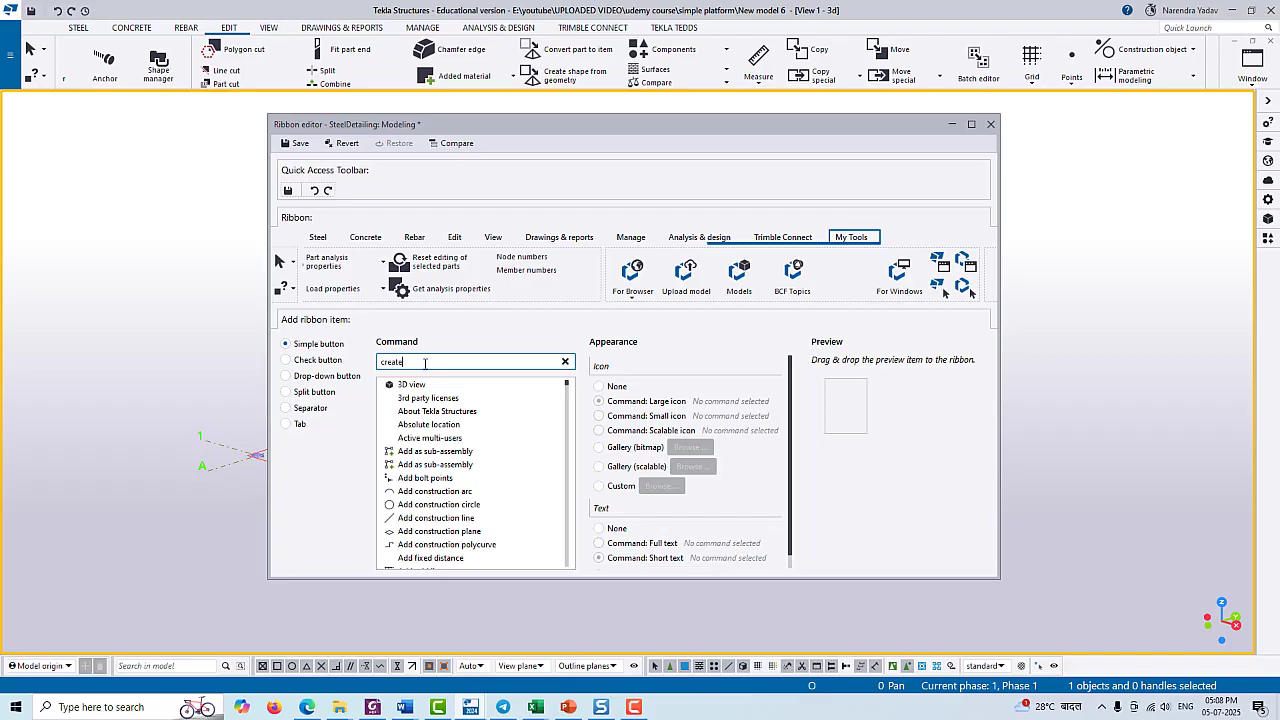 Tekla Structures - Educational version - E:\youtube\UPLOADED VIDEO\udemy course\simple platform\New model 6 - [View 1 - 3d]
Narendra Yadav
STEEL CONCRETE REBAR EDIT VIEW DRAWINGS & REPORTS MANAGE ANALYSIS & DESIGN TRIMBLE CONNECT TEKLA TEDDS Quick Launch
Polygon cut Fit part end Chamfer edge Convert part to item Components Copy Move Construction object Window
r Anchor Shape manager Line cut Part cut Split Combine Added material Create shape from geometry Surfaces Compare Measure Copy special Move special Batch editor Grid Points Parametric modeling
Ribbon editor - SteelDetailing: Modeling *
Save Revert Restore Compare
Quick Access Toolbar:
Ribbon:
Steel Concrete Rebar Edit View Drawings & reports Manage Analysis & design Trimble Connect My Tools
Part analysis properties Reset editing of selected parts Node numbers
Member numbers
Load properties Get analysis properties For Browser Upload model Models BCF Topics For Windows
Add ribbon item:
Simple button
Check button
Drop-down button
Split button
Separator
Tab
Command
create
3D view
3rd party licenses
About Tekla Structures
Absolute location
Active multi-users
Add as sub-assembly
Add as sub-assembly
Add bolt points
Add construction arc
Add construction circle
Add construction line
Add construction plane
Add construction polycurve
Add fixed distance
Appearance
Icon
None
Command: Large icon No command selected
Command: Small icon No command selected
Command: Scalable icon No command selected
Gallery (bitmap) Browse...
Gallery (scalable) Browse...
Custom Browse...
Text
None
Command: Full text No command selected
Command: Short text No command selected
Preview
Drag & drop the preview item to the ribbon.
1
A
Z
Y
X
Model origin Search in model Auto View plane Outline planes standard
O 0 Pan Current phase: 1, Phase 1 1 objects and 0 handles selected
Type here to search 28°C बादल ENG 05:08 PM
05-07-2025